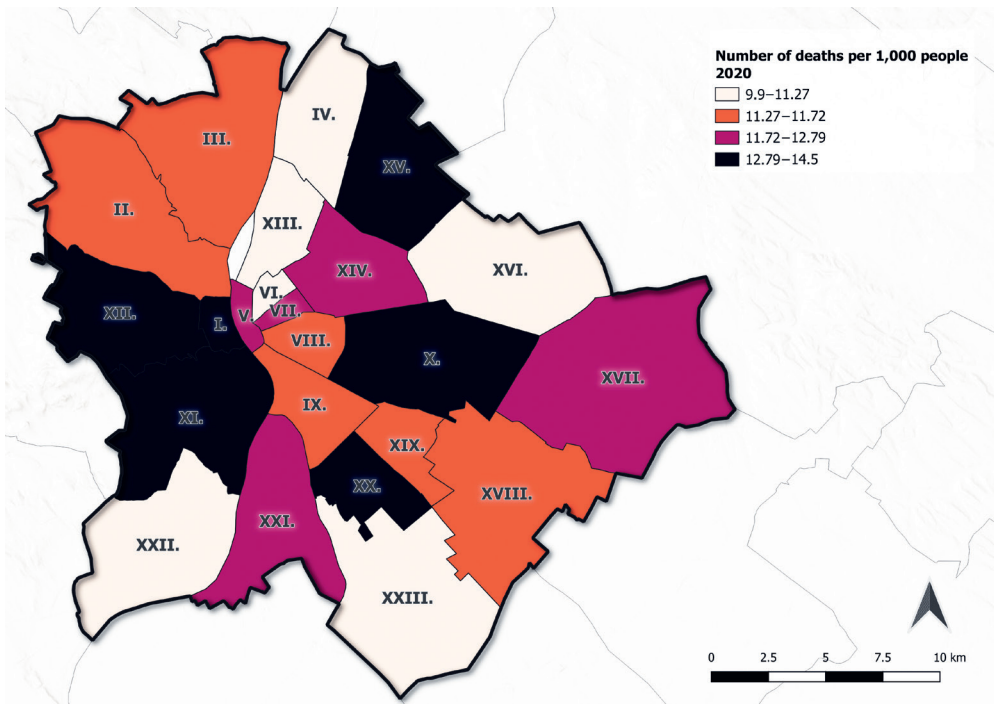 Number of deaths per 1,000 people
2020
9.9–11.27
11.27–11.72
11.72–12.79
12.79–14.5
IV.
III.
XV.
II.
XIII.
XVI.
XIV.
VI.
XII.
I.
V.
VII.
VIII.
X.
XVII.
IX.
XI.
XIX.
XX.
XVIII.
XXI.
XXII.
XXIII.
0 2.5 5 7.5 10 km